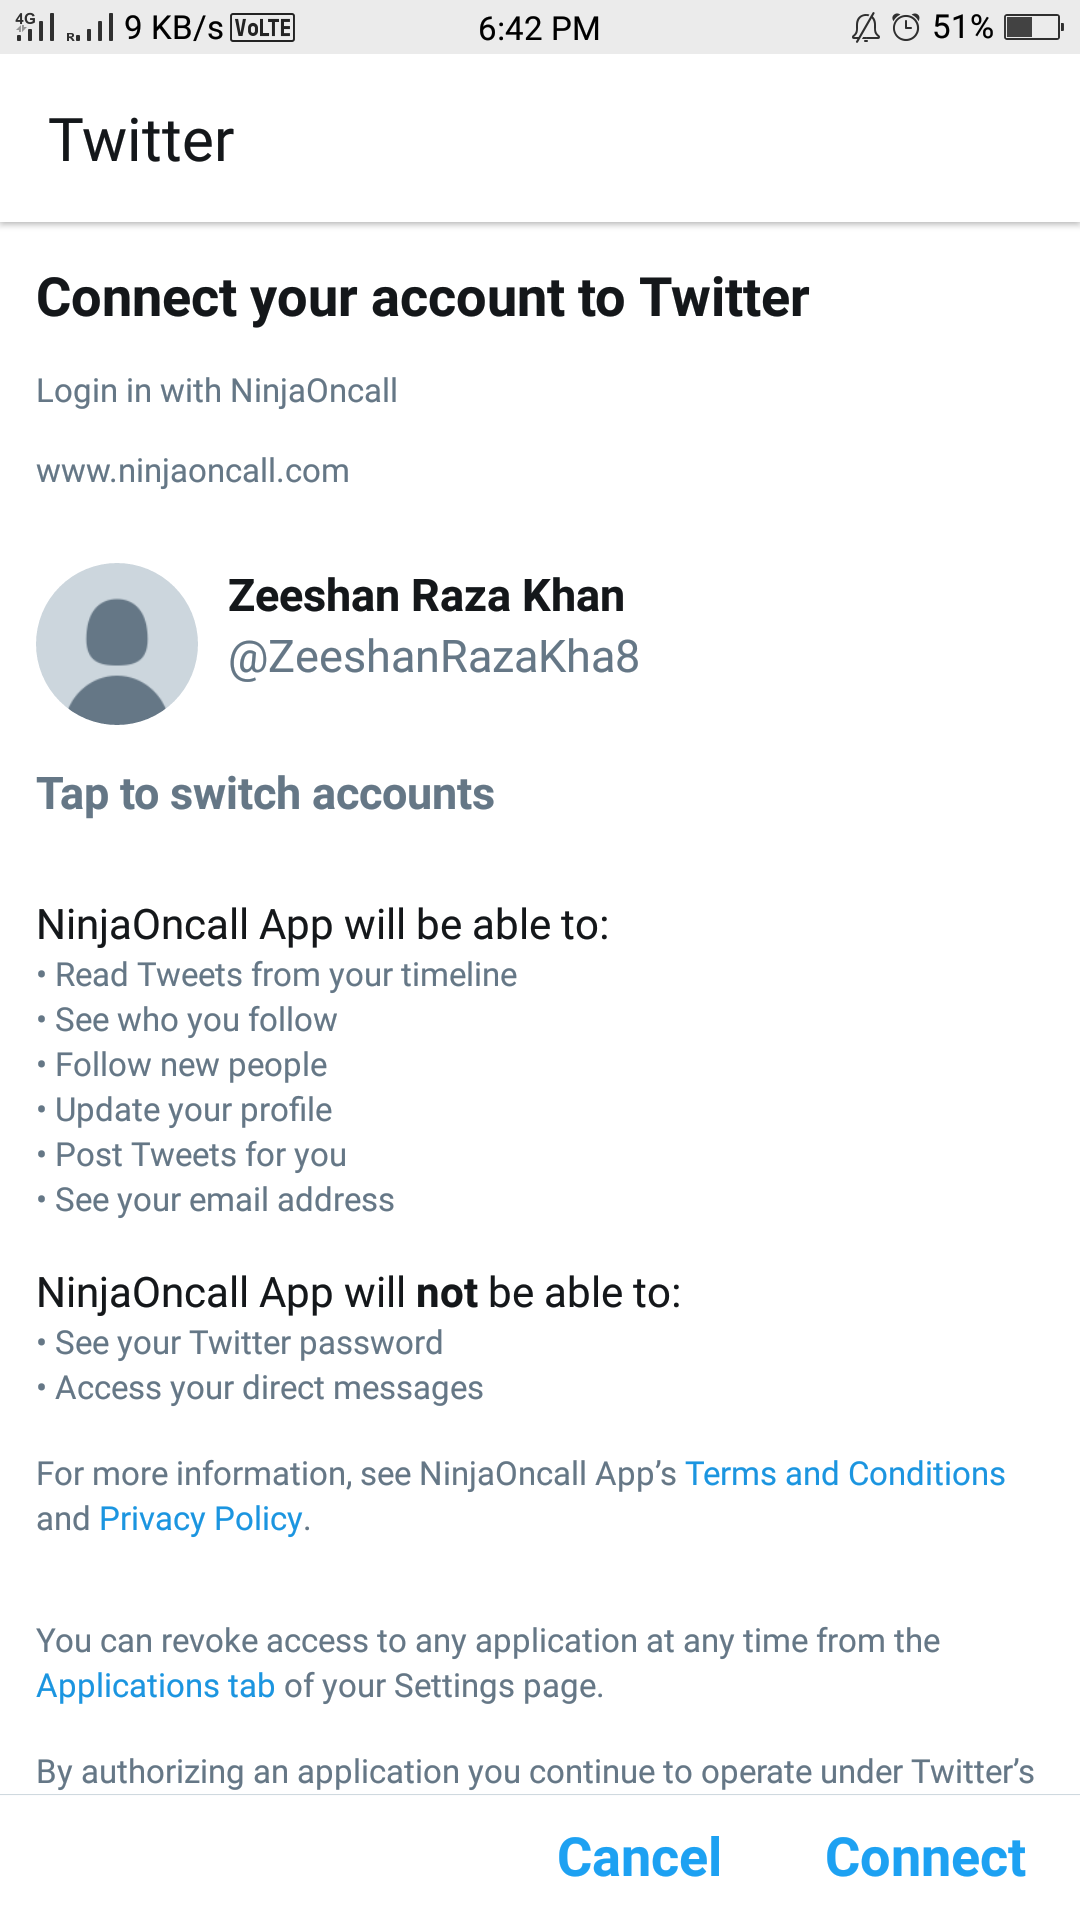 4G R 9 KB/s VoLTE 6:42 PM 51%
Twitter
Connect your account to Twitter
Login in with NinjaOncall
www.ninjaoncall.com
Zeeshan Raza Khan
@ZeeshanRazaKha8
Tap to switch accounts
NinjaOncall App will be able to:
• Read Tweets from your timeline
• See who you follow
• Follow new people
• Update your profile
• Post Tweets for you
• See your email address
NinjaOncall App will not be able to:
• See your Twitter password
• Access your direct messages
For more information, see NinjaOncall App’s Terms and Conditions
and Privacy Policy.
You can revoke access to any application at any time from the
Applications tab of your Settings page.
By authorizing an application you continue to operate under Twitter’s
Cancel Connect